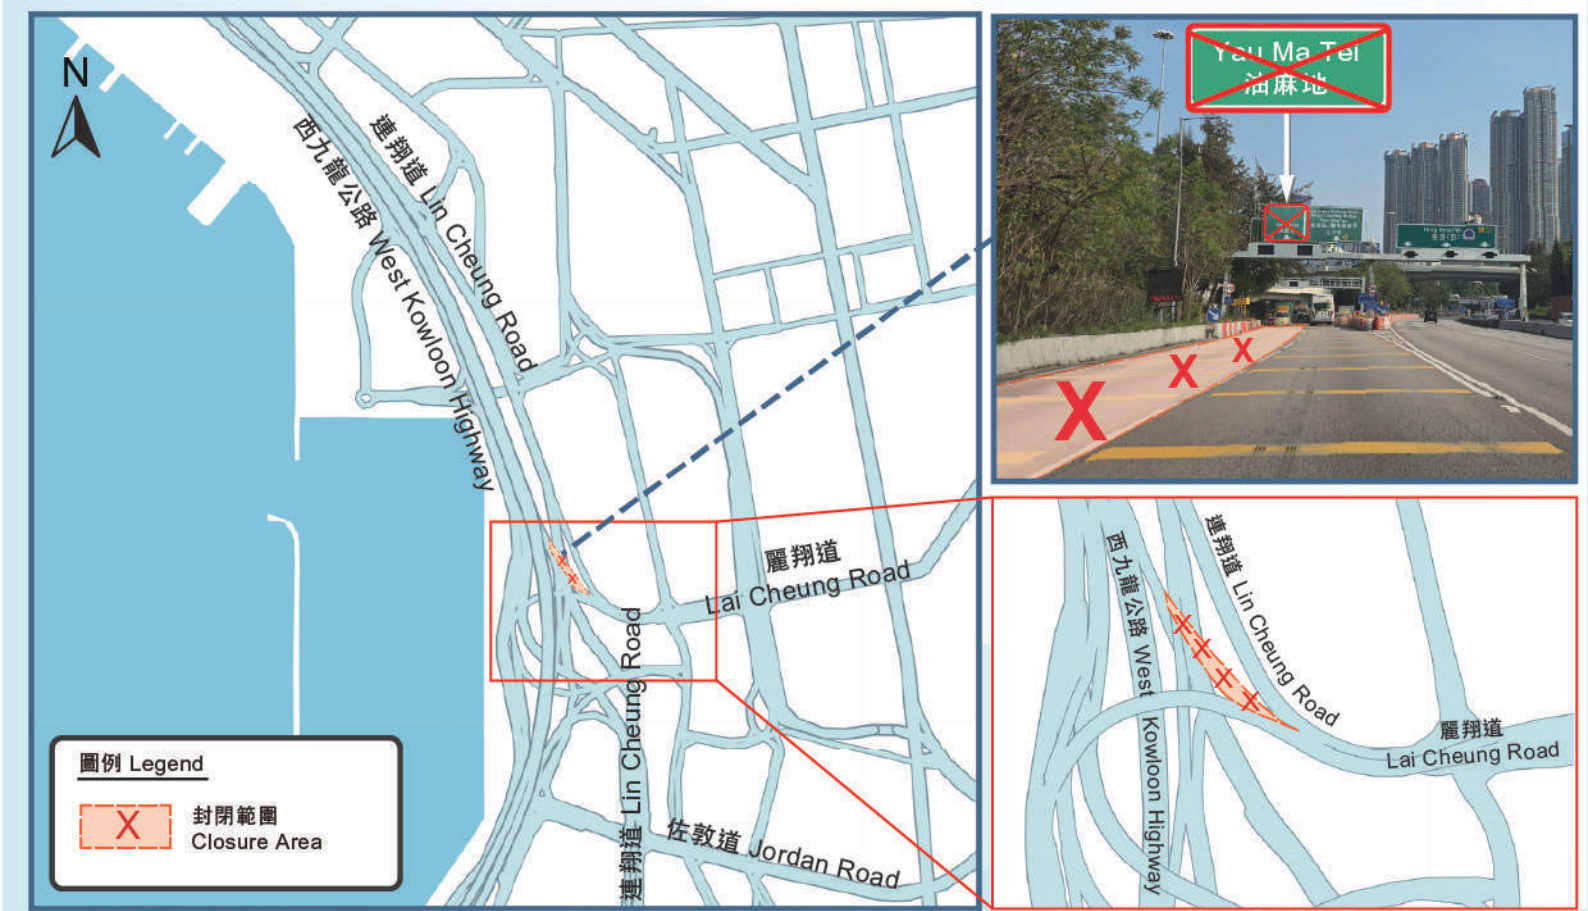 N
連翔道 Lin Cheung Road
西九龍公路 West Kowloon Highway
麗翔道
Lai Cheung Road
連翔道 Lin Cheung Road
佐敦道 Jordan Road
圖例 Legend
X
封閉範圍
Closure Area
Yau Ma Tei
油麻地
X
X
X
西九龍公路 West Kowloon Highway
連翔道 Lin Cheung Road
麗翔道
Lai Cheung Road